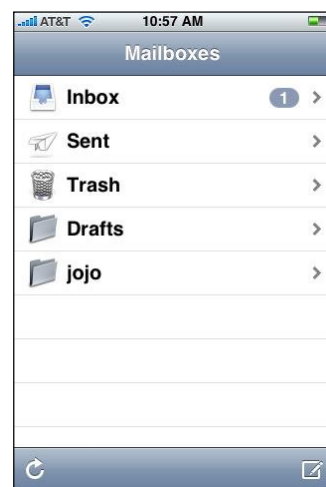 AT&T 10:57 AM
Mailboxes
Inbox 1
Sent
Trash
Drafts
jojo